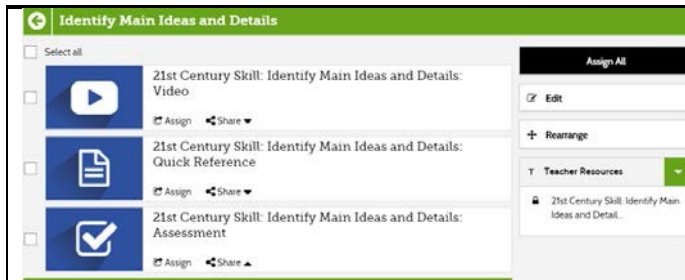 Identify Main Ideas and Details
Select all
21st Century Skill: Identify Main Ideas and Details:
Video
Assign Share
21st Century Skill: Identify Main Ideas and Details:
Quick Reference
Assign Share
21st Century Skill: Identify Main Ideas and Details:
Assessment
Assign Share
Assign All
Edit
Rearrange
T Teacher Resources
21st Century Skill: Identify Main
Ideas and Detail...